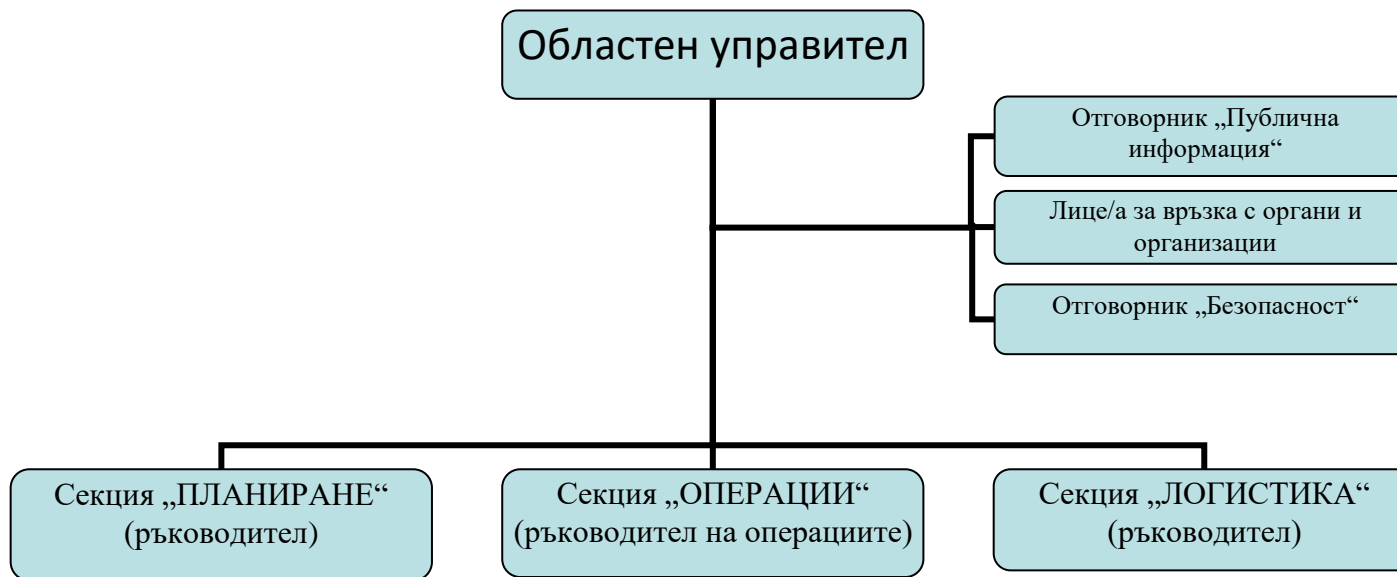 Областен управител
Отговорник „Публична
информация“
Лице/а за връзка с органи и
организации
Отговорник „Безопасност“
Секция „ПЛАНИРАНЕ“
(ръководител)
Секция „ОПЕРАЦИИ“
(ръководител на операциите)
Секция „ЛОГИСТИКА“
(ръководител)